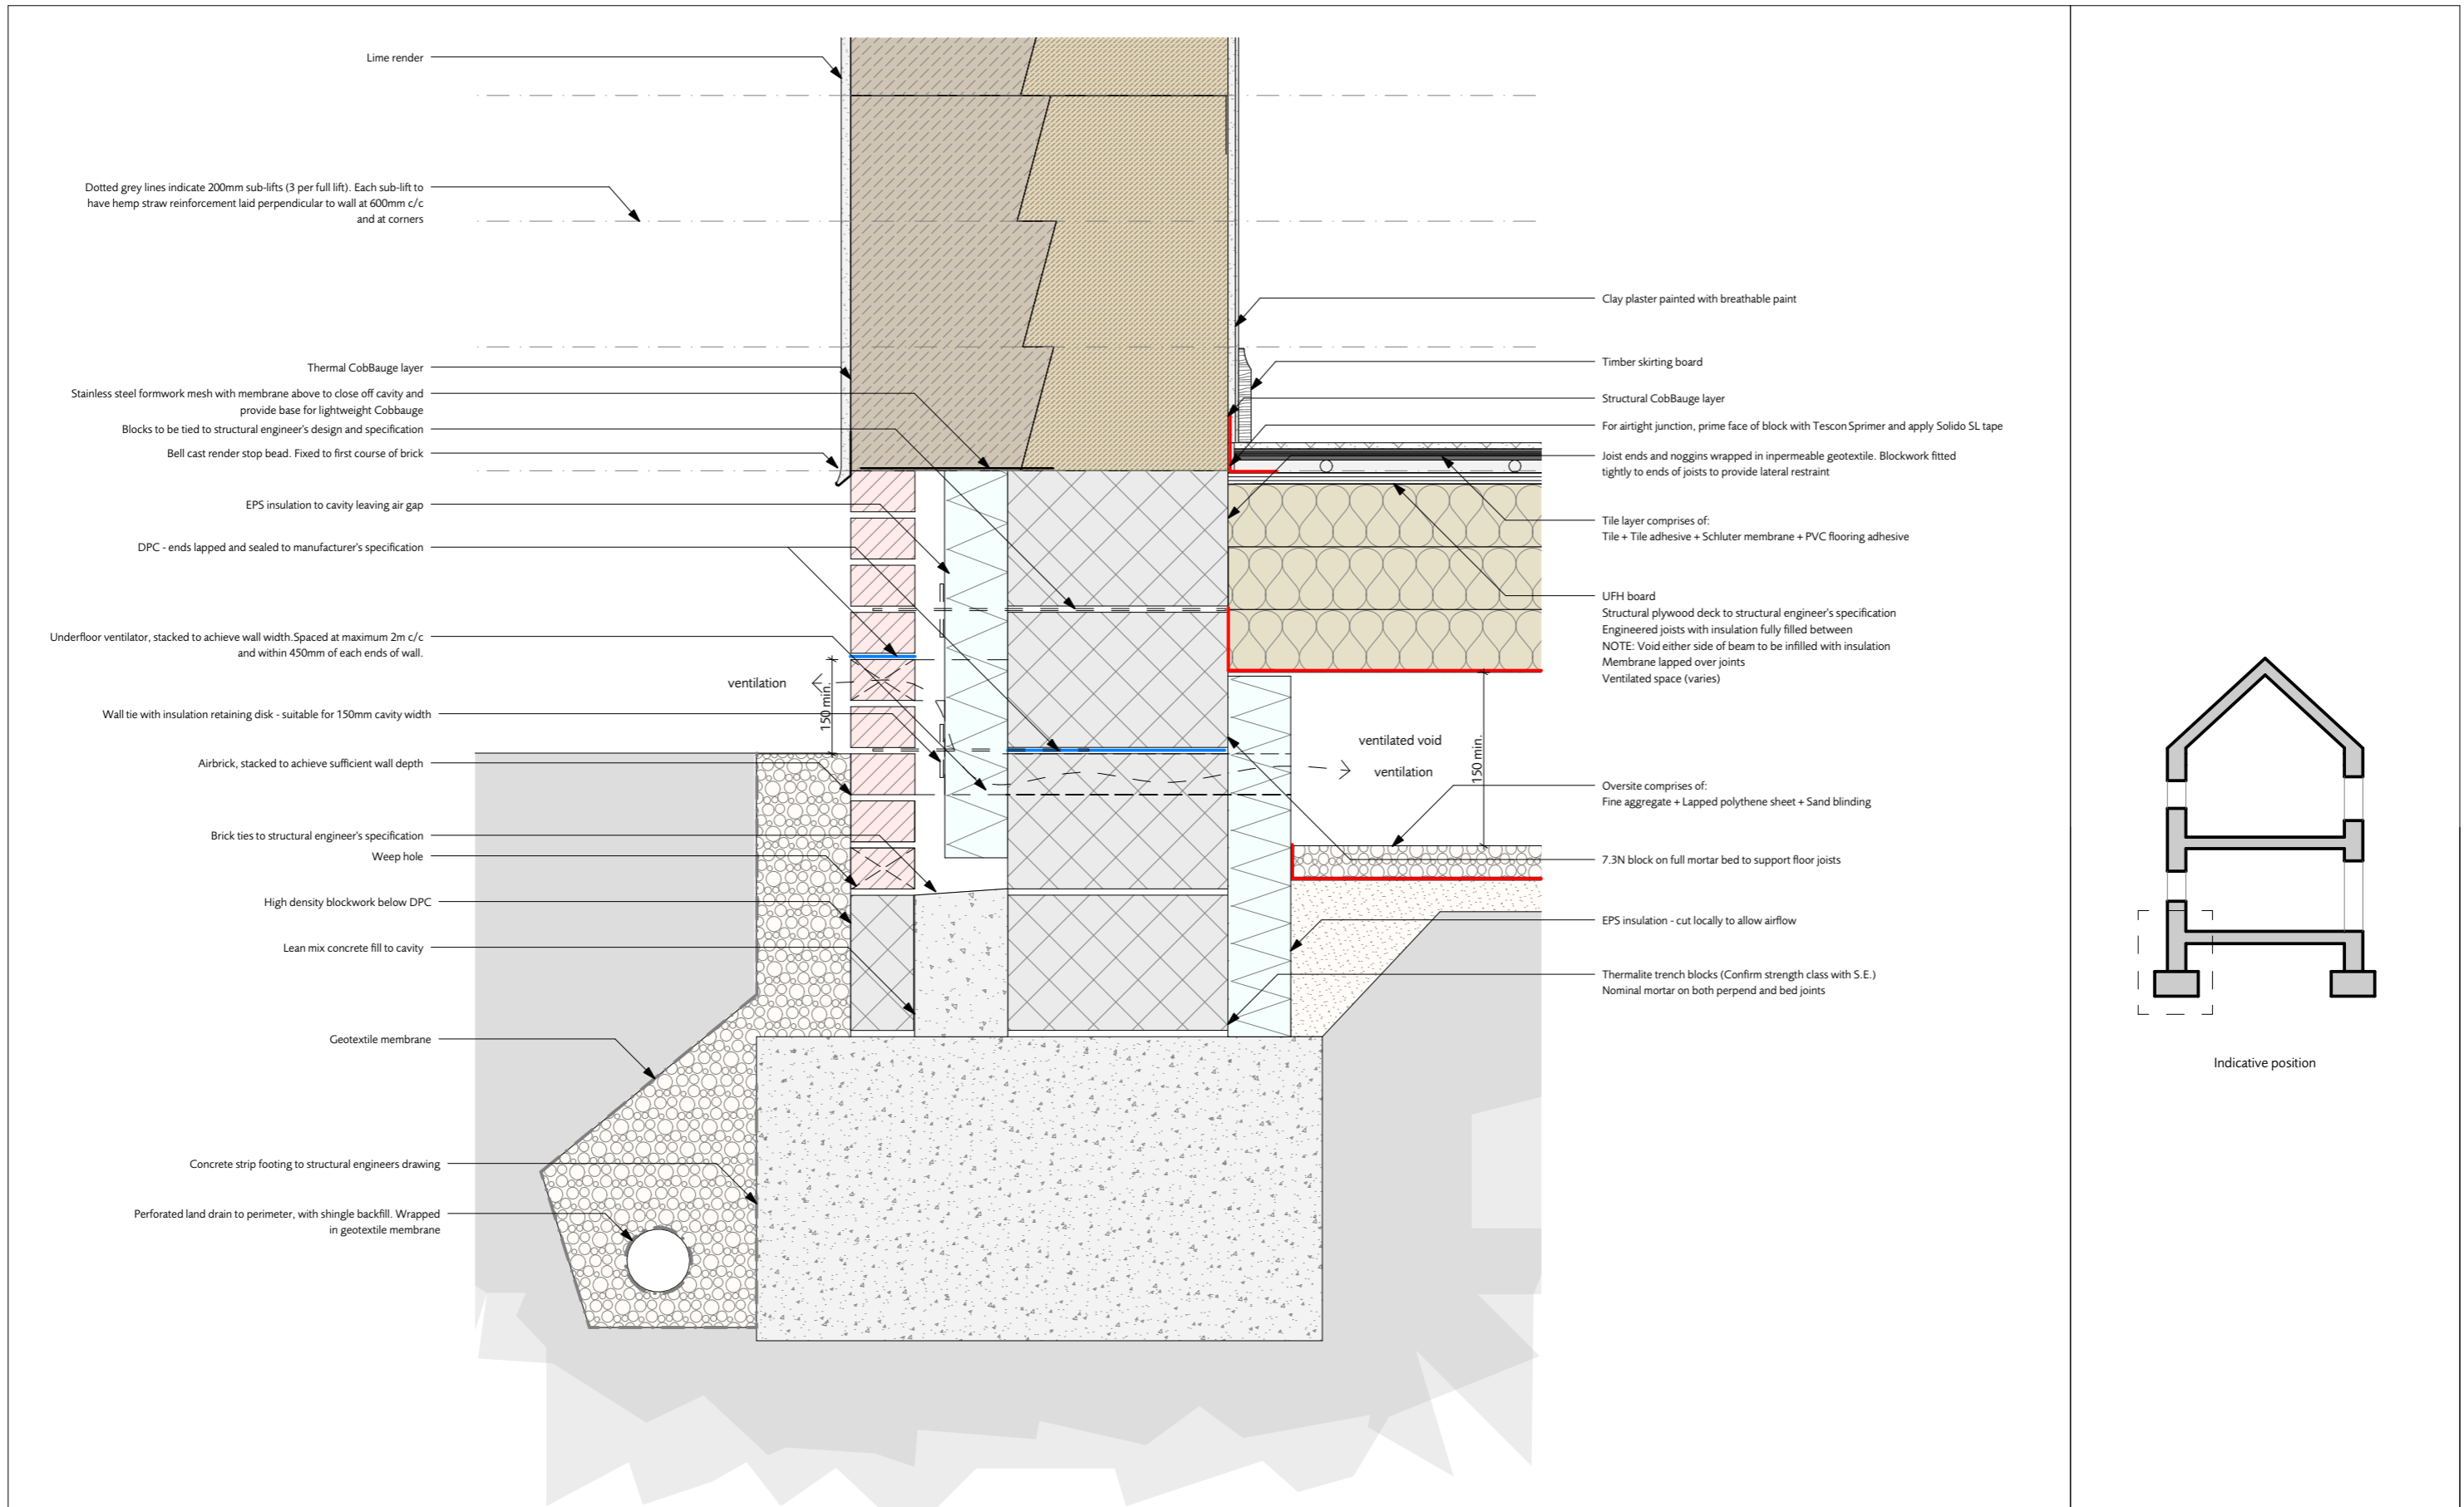 Lime render
Dotted grey lines indicate 200mm sub-lifts (3 per full lift). Each sub-lift to
have hemp straw reinforcement laid perpendicular to wall at 600mm c/c
and at corners
Thermal CobBauge layer
Stainless steel formwork mesh with membrane above to close off cavity and
provide base for lightweight Cobbauge
Blocks to be tied to structural engineer's design and specification
Bell cast render stop bead. Fixed to first course of brick
EPS insulation to cavity leaving air gap
DPC - ends lapped and sealed to manufacturer's specification
Underfloor ventilator, stacked to achieve wall width.Spaced at maximum 2m c/c
and within 450mm of each ends of wall.
Wall tie with insulation retaining disk - suitable for 150mm cavity width
Airbrick, stacked to achieve sufficient wall depth
Brick ties to structural engineer's specification
Weep hole
High density blockwork below DPC
Lean mix concrete fill to cavity
Geotextile membrane
Concrete strip footing to structural engineers drawing
Perforated land drain to perimeter, with shingle backfill. Wrapped
in geotextile membrane
ventilation
150 min.
ventilated void
ventilation
150 min.
Clay plaster painted with breathable paint
Timber skirting board
Structural CobBauge layer
For airtight junction, prime face of block with Tescon Sprimer and apply Solido SL tape
Joist ends and noggins wrapped in inpermeable geotextile. Blockwork fitted
tightly to ends of joists to provide lateral restraint
Tile layer comprises of:
Tile + Tile adhesive + Schluter membrane + PVC flooring adhesive
UFH board
Structural plywood deck to structural engineer's specification
Engineered joists with insulation fully filled between
NOTE: Void either side of beam to be infilled with insulation
Membrane lapped over joints
Ventilated space (varies)
Oversite comprises of:
Fine aggregate + Lapped polythene sheet + Sand blinding
7.3N block on full mortar bed to support floor joists
EPS insulation - cut locally to allow airflow
Thermalite trench blocks (Confirm strength class with S.E.)
Nominal mortar on both perpend and bed joints
Indicative position